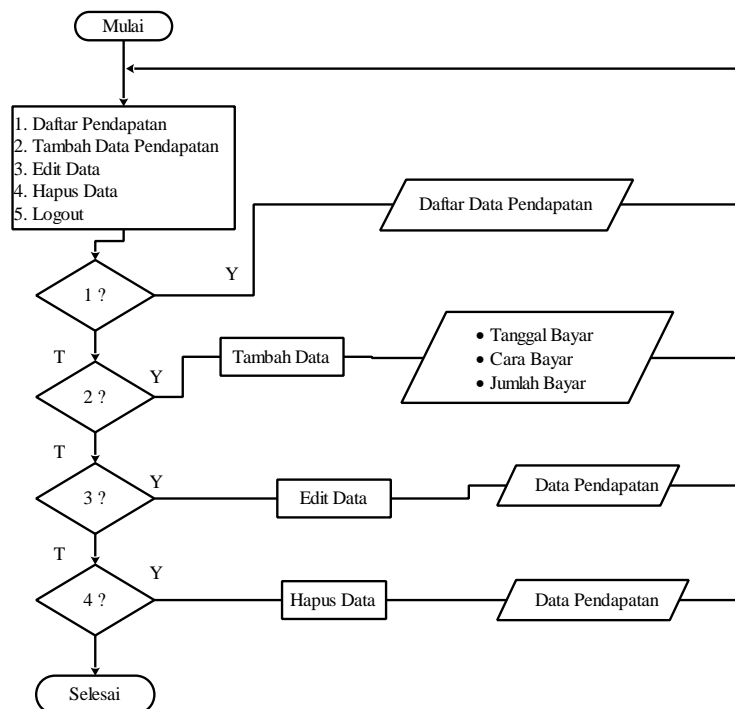 Mulai
1. Daftar Pendapatan
2. Tambah Data Pendapatan
3. Edit Data
4. Hapus Data
5. Logout
Daftar Data Pendapatan
Y
1 ?
T
Y
Tambah Data
• Tanggal Bayar
• Cara Bayar
• Jumlah Bayar
2 ?
T
Y
3 ?
Edit Data
Data Pendapatan
T
Y
4 ?
Hapus Data
Data Pendapatan
Selesai